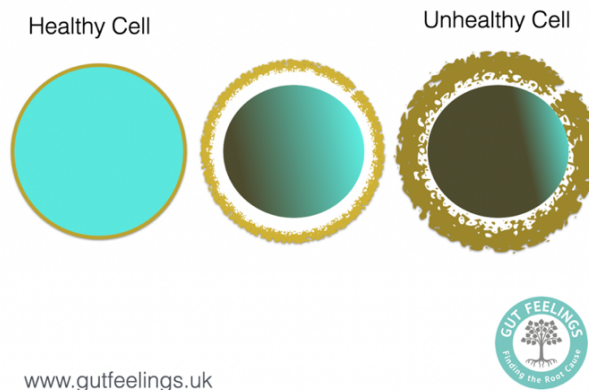 Healthy Cell
Unhealthy Cell
GUT FEELINGS
Finding the Root Cause
www.gutfeelings.uk